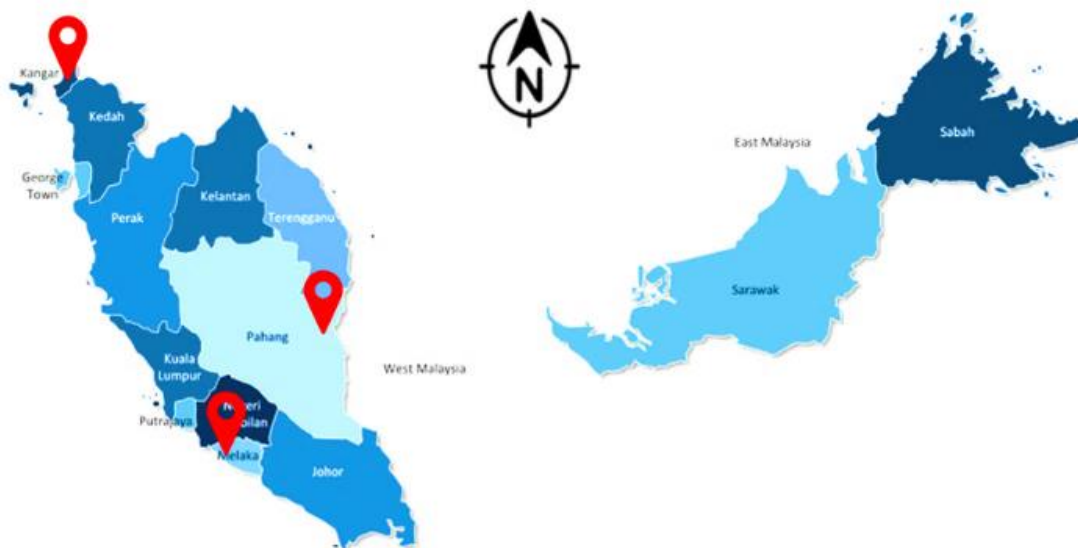 N
Kangar
Kedah
George
Town
Perak
Kelantan
Terengganu
Pahang
Kuala
Lumpur
Putrajaya
Melaka
Johor
West Malaysia
East Malaysia
Sabah
Sarawak